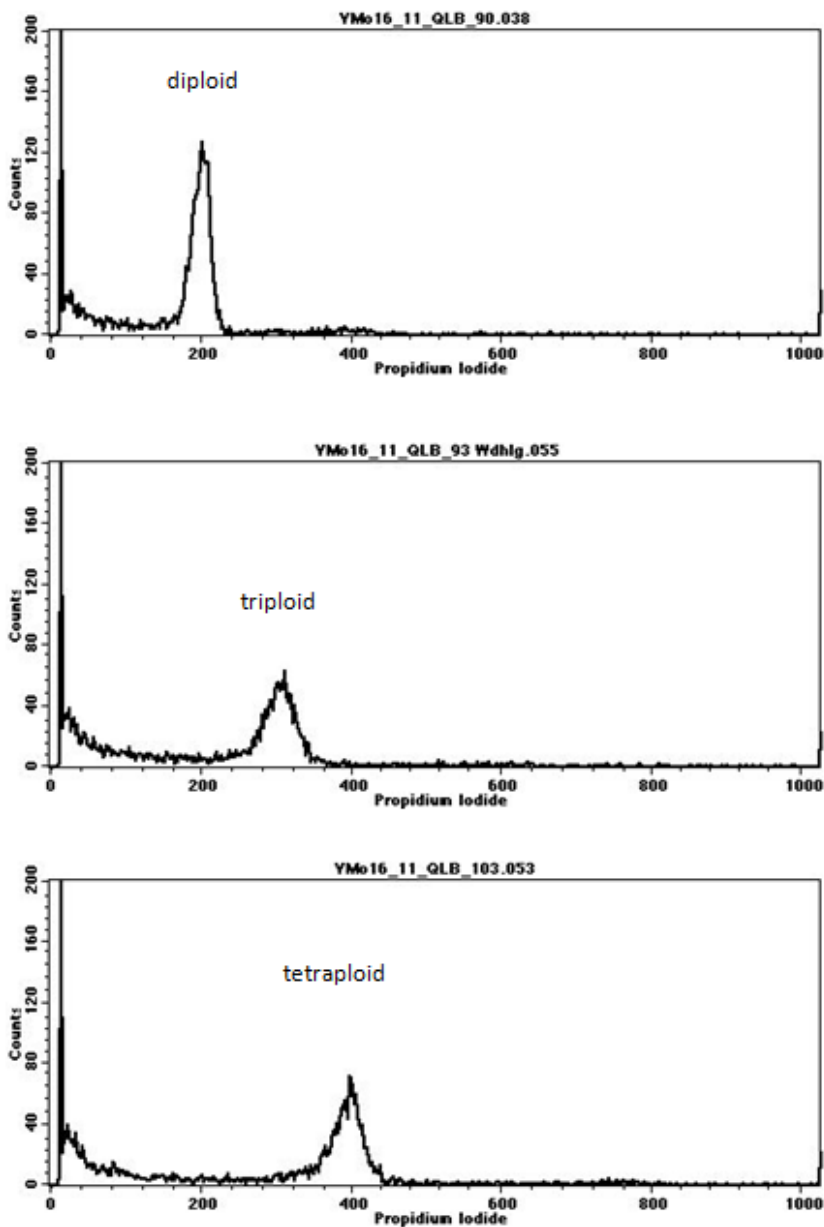 YMo16_11_QLB_90.038
diploid
200
160
120
80
40
0
Counts
0 200 400 600 800 1000
Propidium Iodide
YMo16_11_QLB_93 Wdhlg.055
triploid
200
160
120
80
40
0
Counts
0 200 400 600 800 1000
Propidium Iodide
YMo16_11_QLB_103.053
tetraploid
200
160
120
80
40
0
Counts
0 200 400 600 800 1000
Propidium Iodide